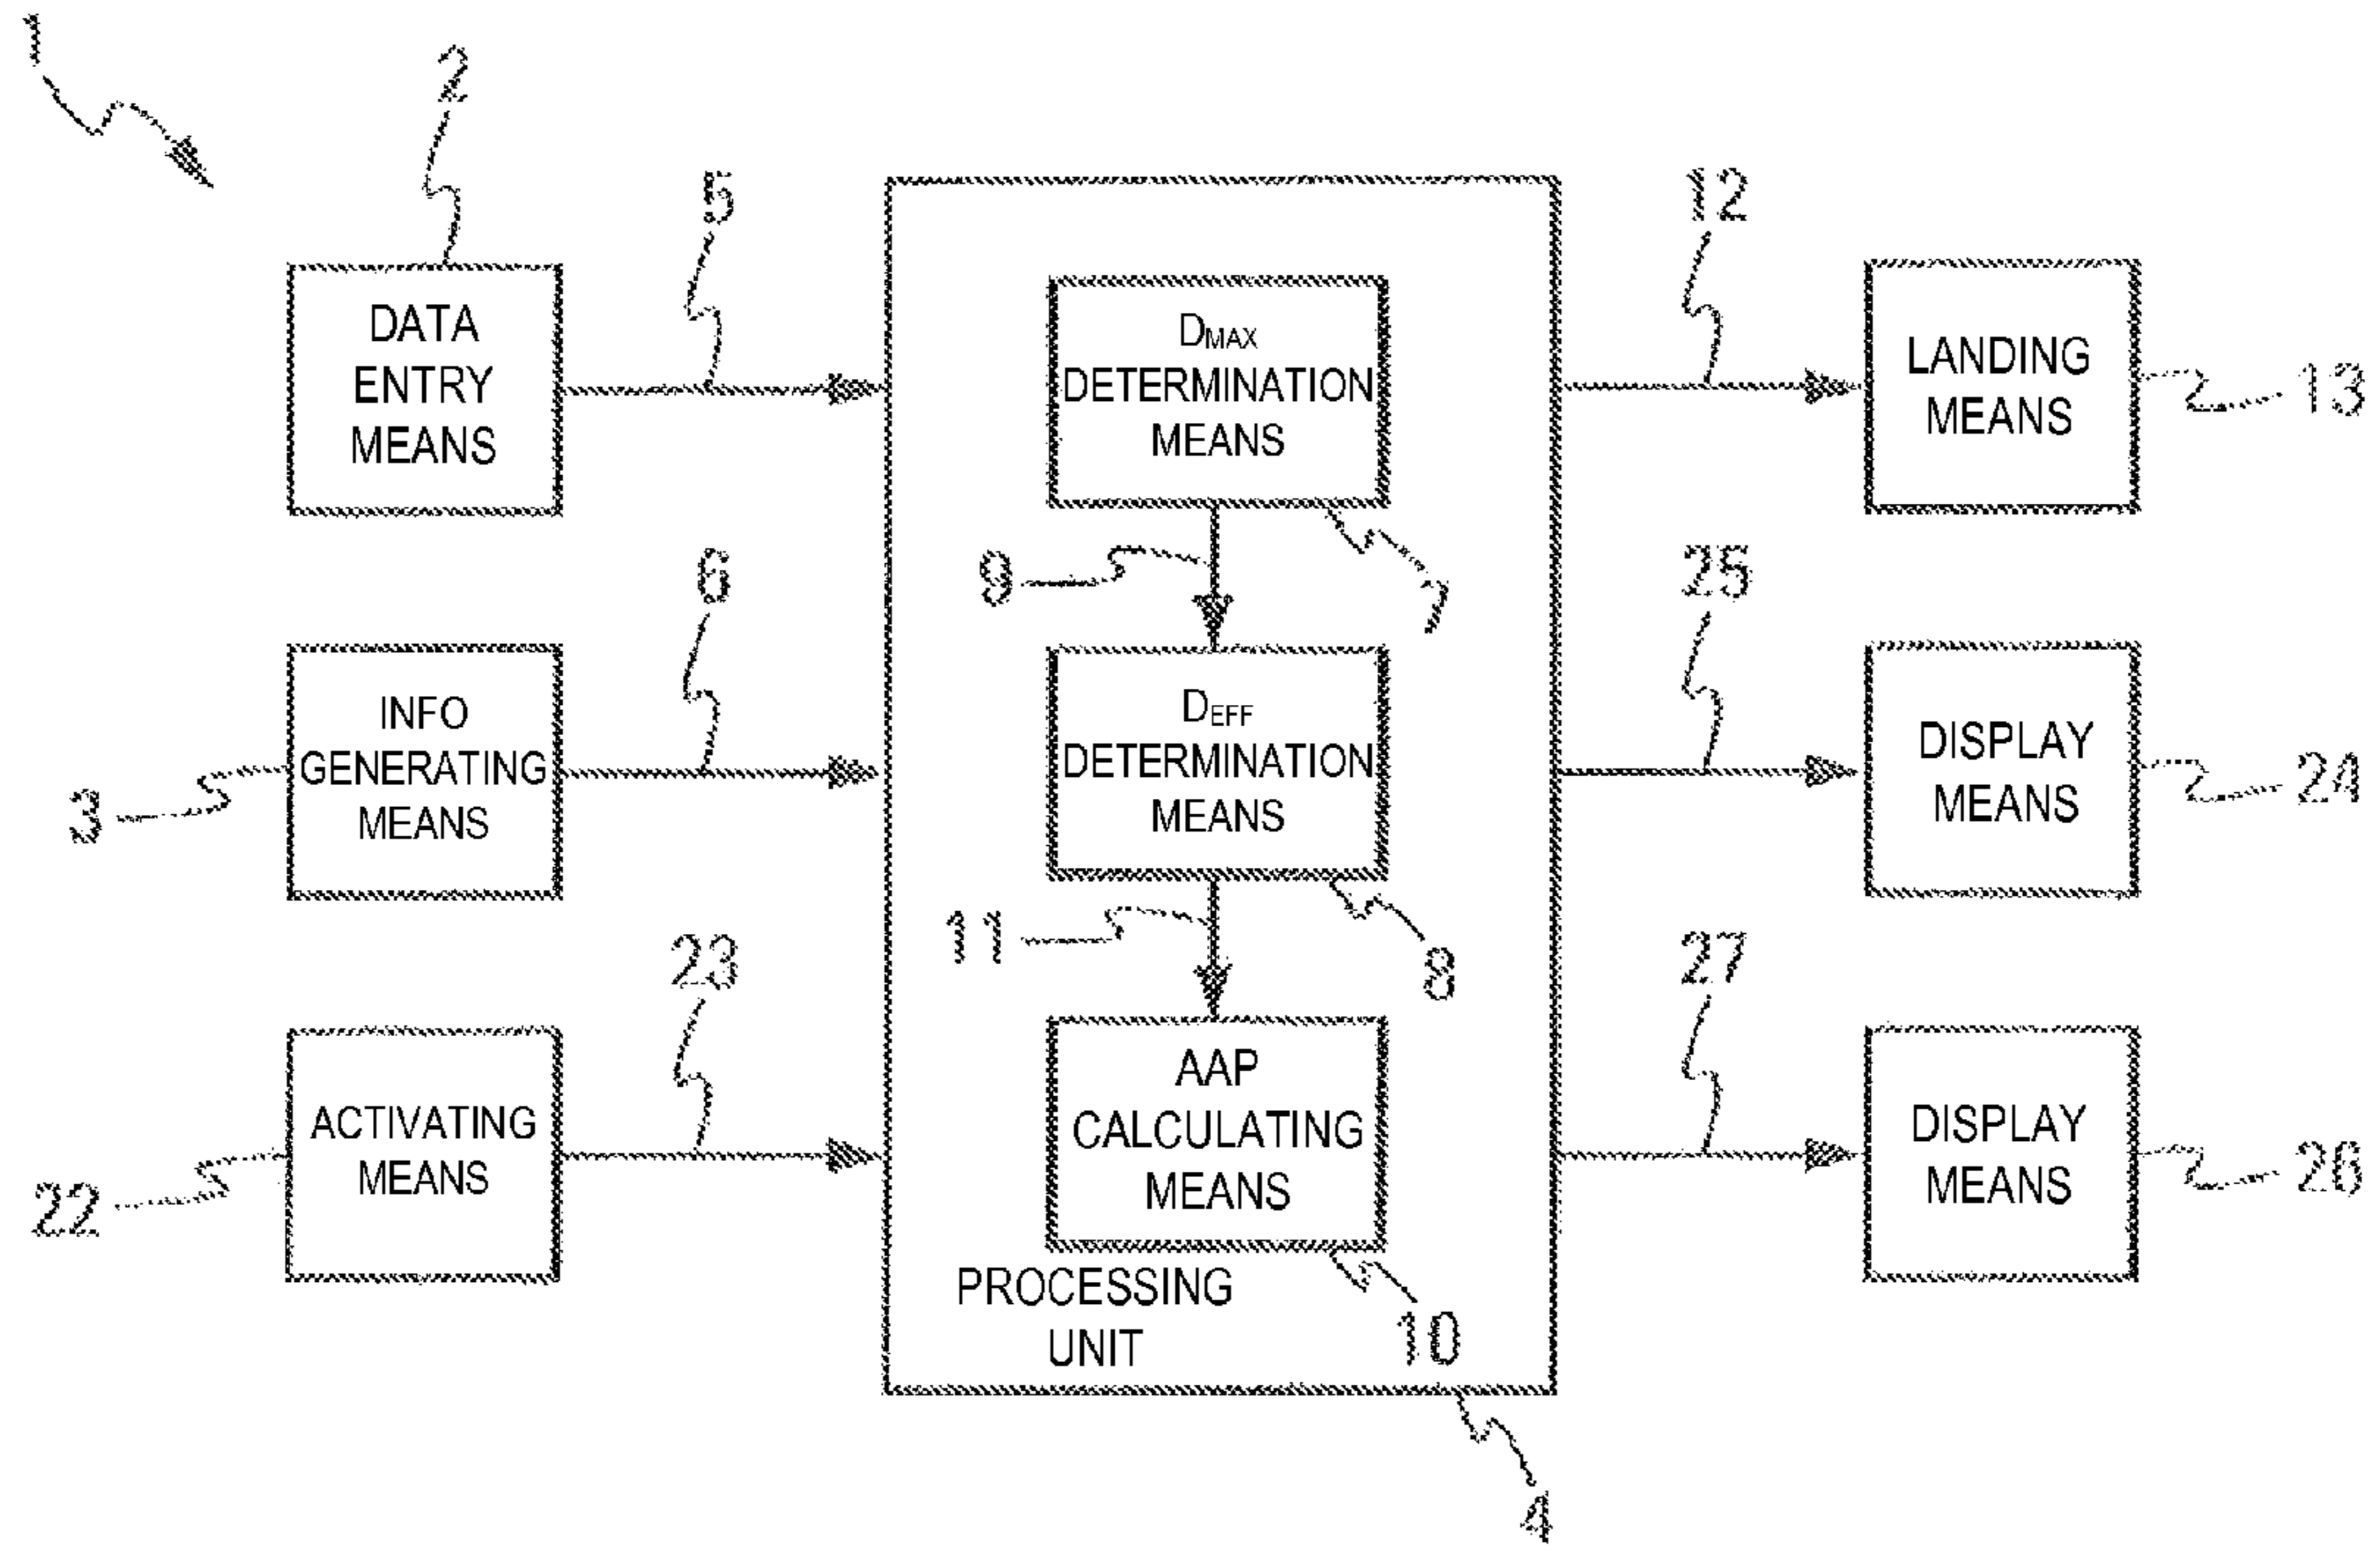 1
2
5
12
DATA
ENTRY
MEANS
DMAX
DETERMINATION
MEANS
LANDING
MEANS
13
6
9
7
25
INFO
GENERATING
MEANS
3
DEFF
DETERMINATION
MEANS
DISPLAY
MEANS
24
23
11
8
27
ACTIVATING
MEANS
22
AAP
CALCULATING
MEANS
DISPLAY
MEANS
26
PROCESSING
UNIT
10
4